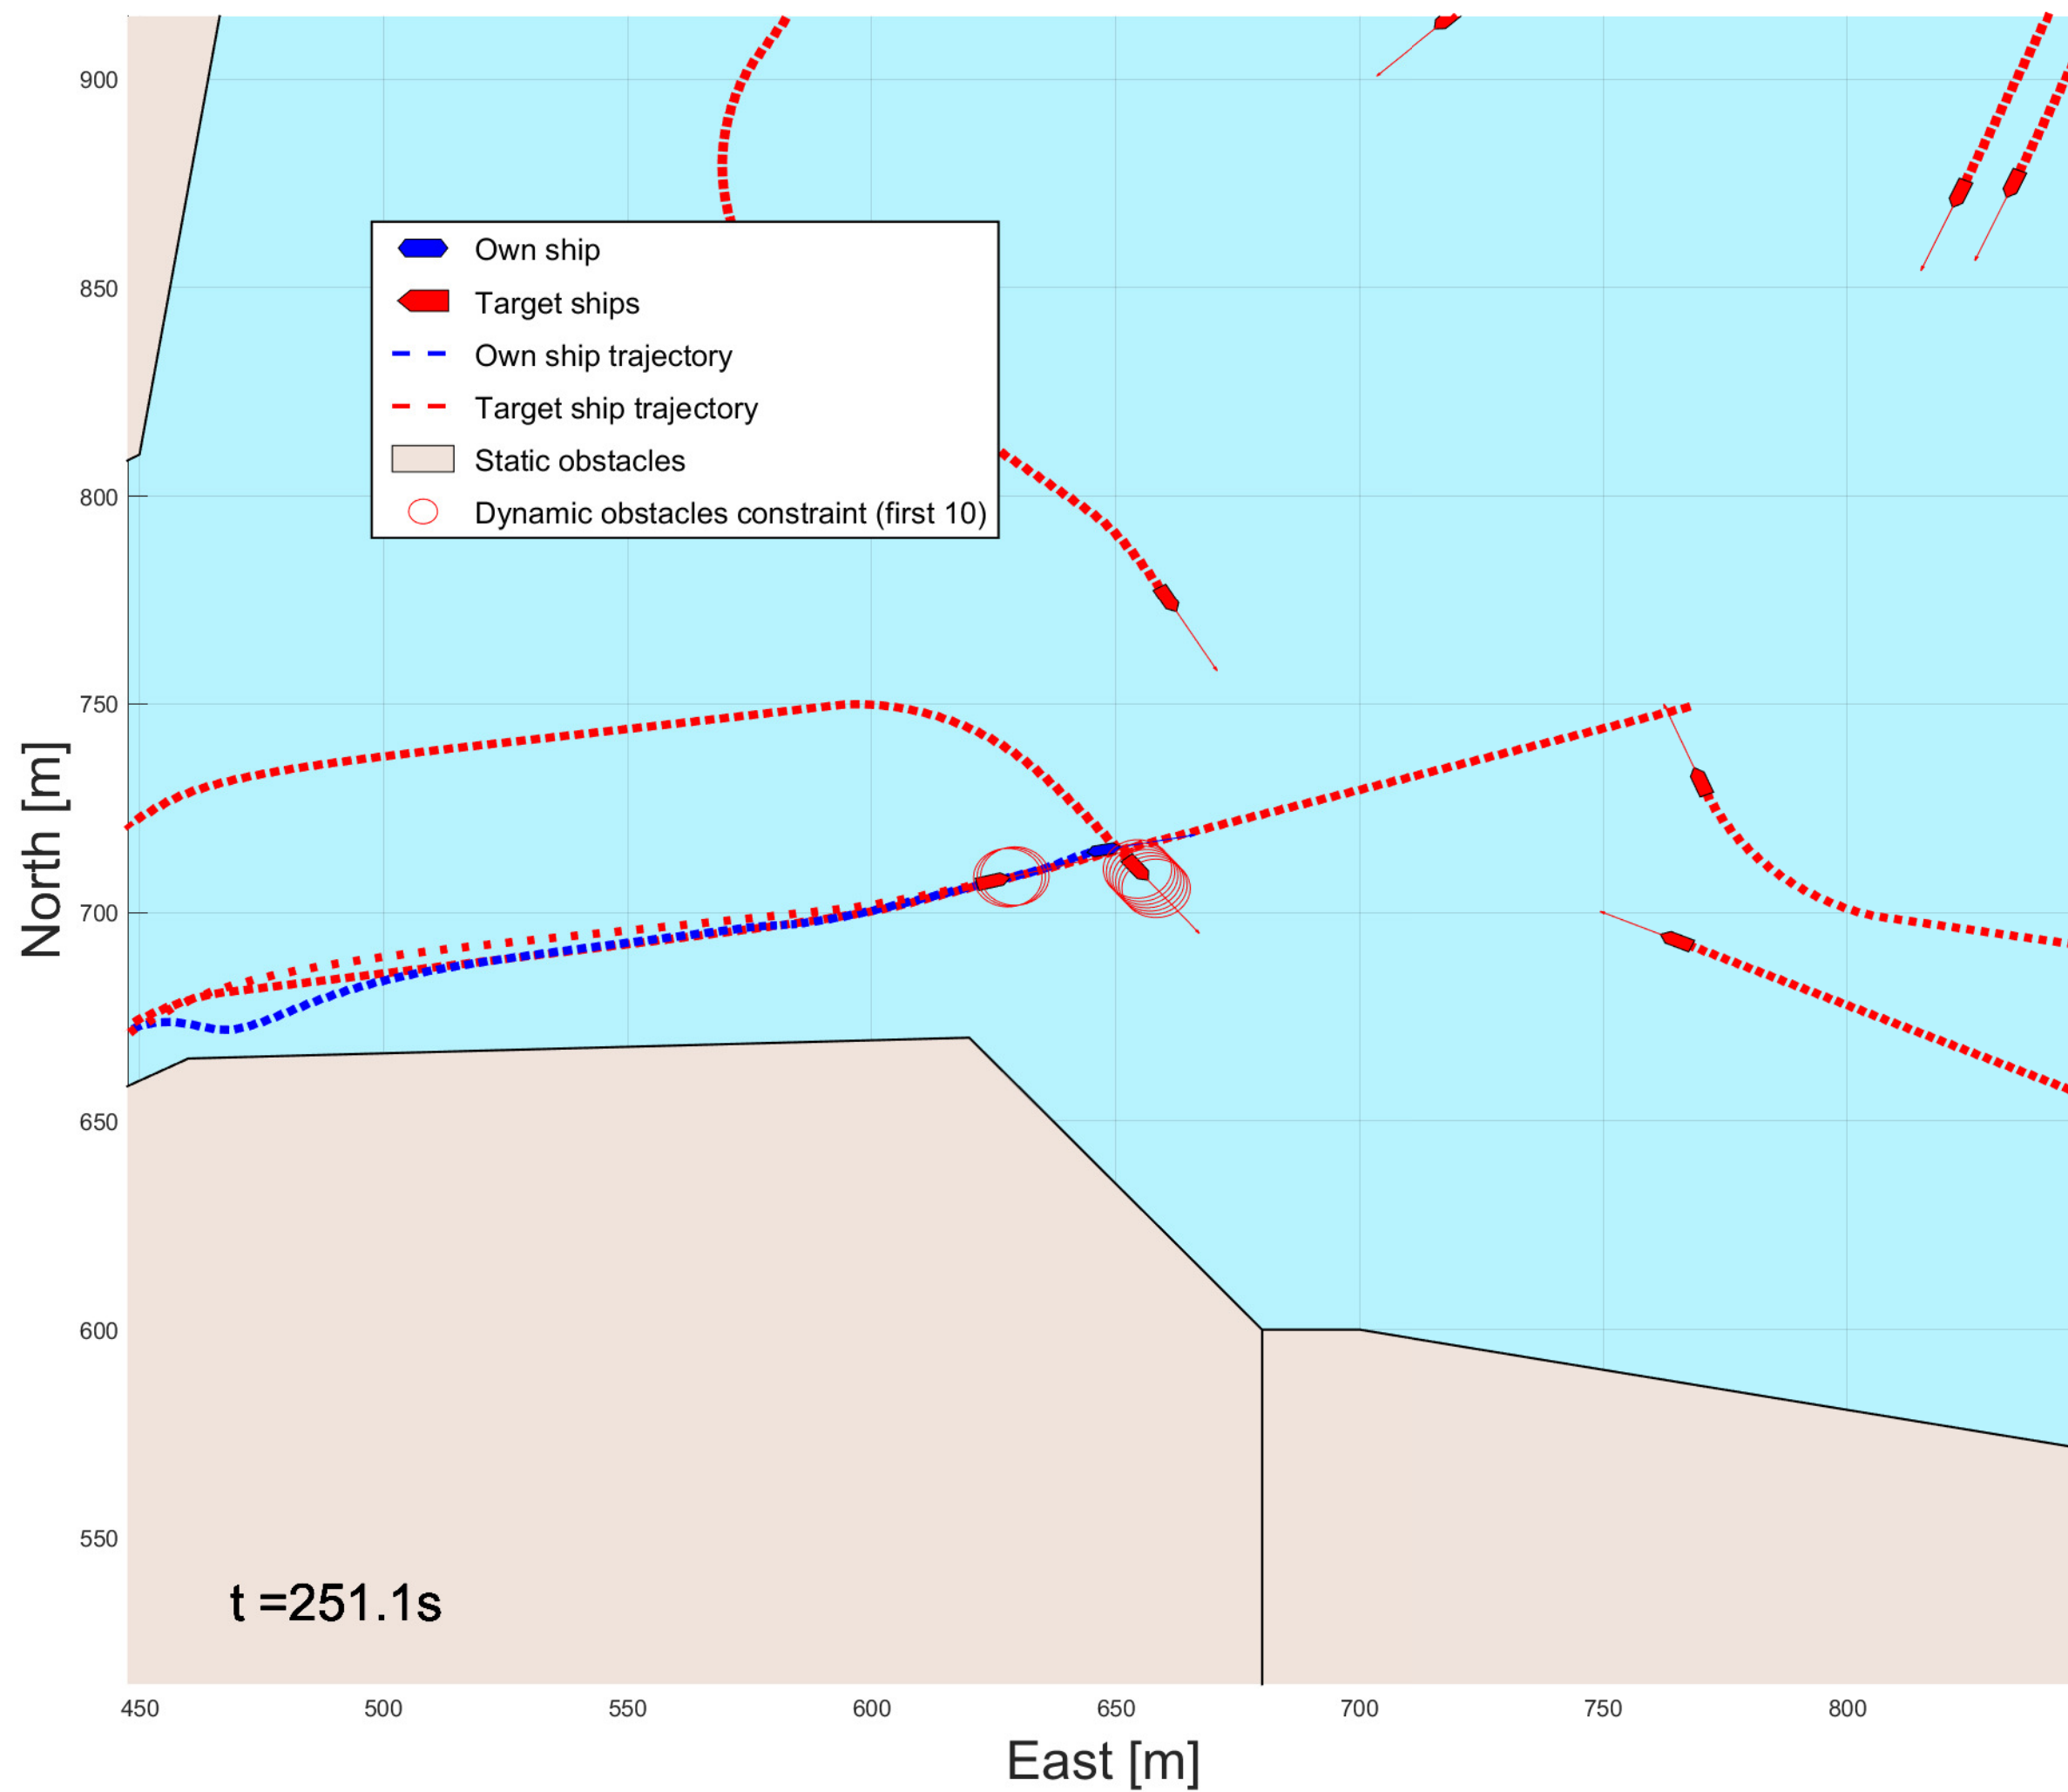 900
850
800
750
700
650
600
550
North [m]
Own ship
Target ships
Own ship trajectory
Target ship trajectory
Static obstacles
Dynamic obstacles constraint (first 10)
t =251.1s
450 500 550 600 650 700 750 800
East [m]